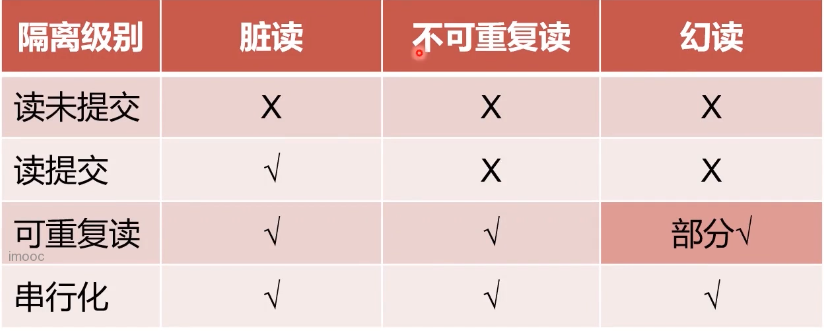 隔离级别 脏读 不可重复读 幻读
读未提交 X X X
读提交 √ X X
可重复读 √ √ 部分√
imooc
串行化 √ √ √